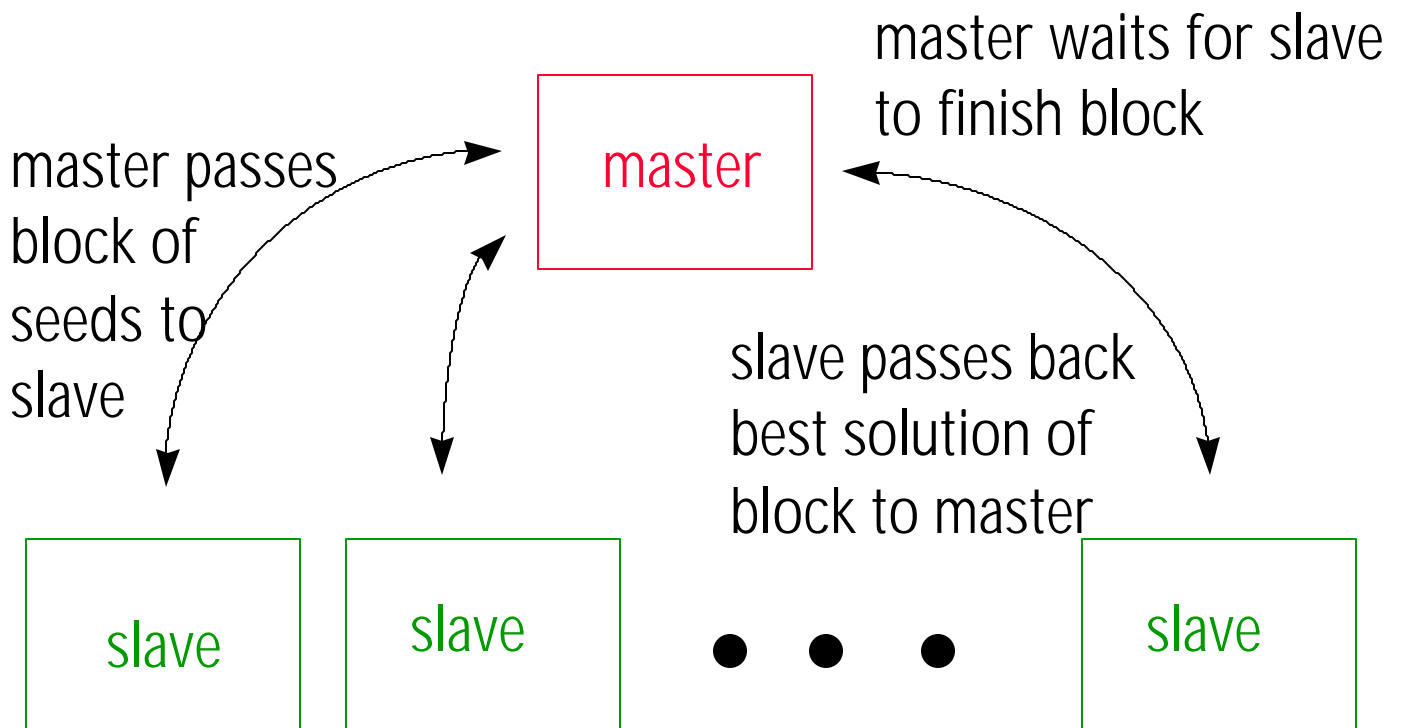 master waits for slave
to finish block
master passes
block of
seeds to
slave
master
slave passes back
best solution of
block to master
slave
slave
slave